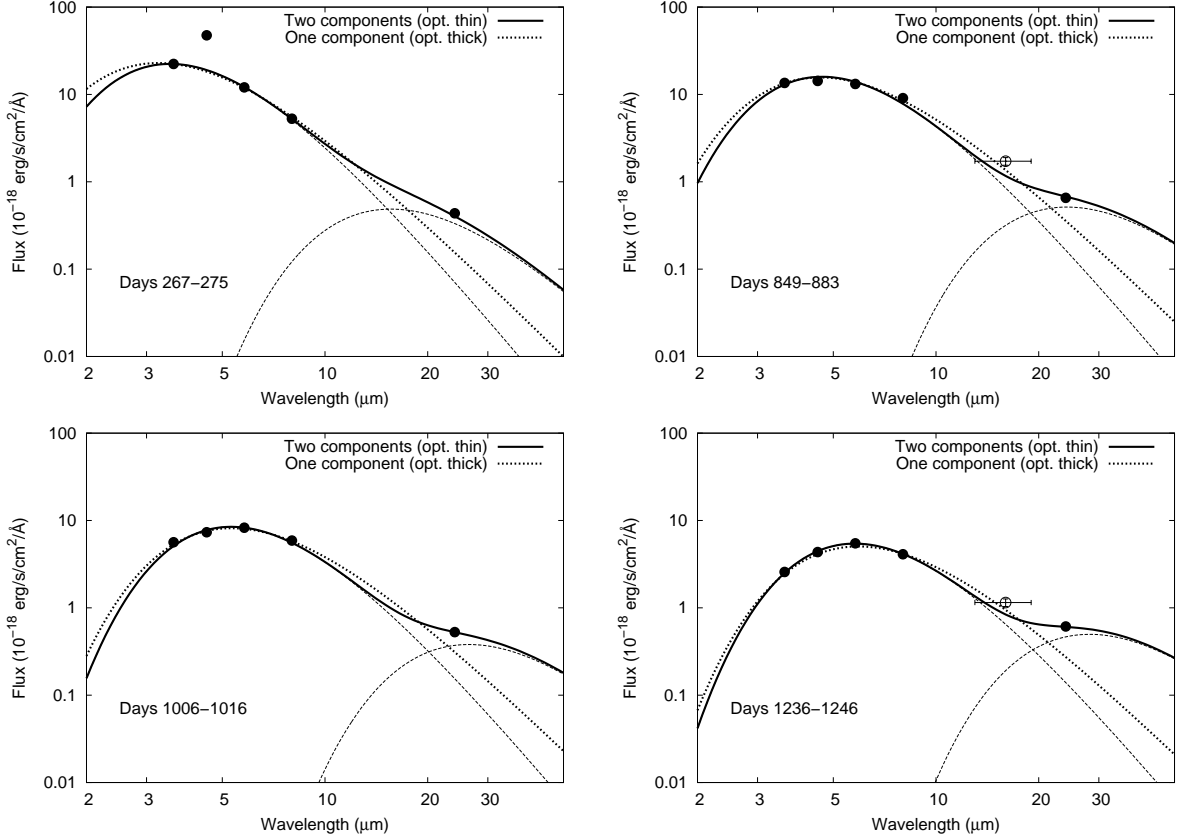 Two components (opt. thin)
One component (opt. thick)
100
10
1
0.1
0.01
Flux (10⁻¹⁸ erg/s/cm²/Å)
Days 267−275
2 3 5 10 20 30
Wavelength (μm)
Two components (opt. thin)
One component (opt. thick)
100
10
1
0.1
0.01
Flux (10⁻¹⁸ erg/s/cm²/Å)
Days 849−883
2 3 5 10 20 30
Wavelength (μm)
Two components (opt. thin)
One component (opt. thick)
100
10
1
0.1
0.01
Flux (10⁻¹⁸ erg/s/cm²/Å)
Days 1006−1016
2 3 5 10 20 30
Wavelength (μm)
Two components (opt. thin)
One component (opt. thick)
100
10
1
0.1
0.01
Flux (10⁻¹⁸ erg/s/cm²/Å)
Days 1236−1246
2 3 5 10 20 30
Wavelength (μm)